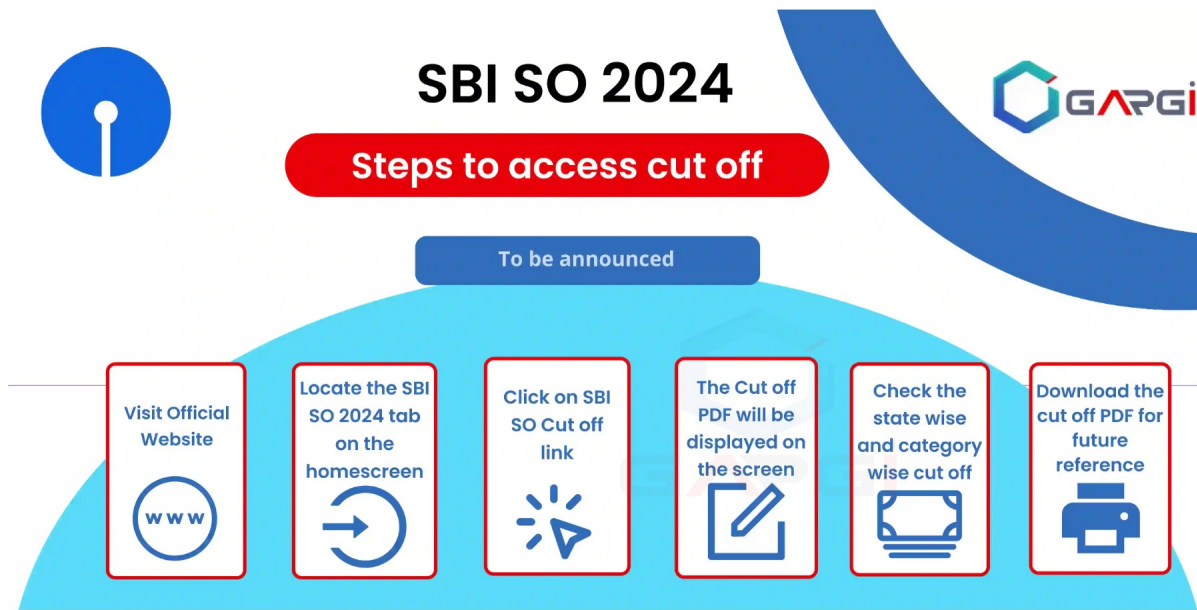 SBI SO 2024
GARGI
Steps to access cut off
To be announced
Visit Official
Website
www
Locate the SBI
SO 2024 tab
on the
homescreen
Click on SBI
SO Cut off
link
The Cut off
PDF will be
displayed on
the screen
Check the
state wise
and category
wise cut off
Download the
cut off PDF for
future
reference
GARGI